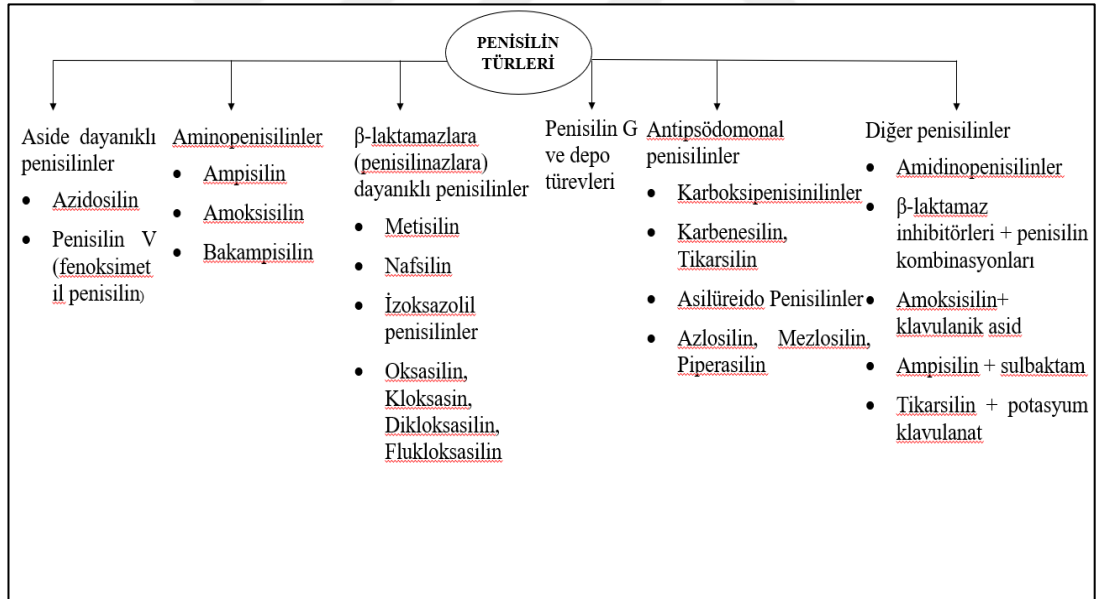 PENİSİLİN
TÜRLERİ
Aside dayanıklı
penisilinler
• Azidosilin
• Penisilin V
(fenoksimet
il penisilin)
Aminopenisilinler
• Ampisilin
• Amoksisilin
• Bakampisilin
β-laktamazlara
(penisilinazlara)
dayanıklı penisilinler
• Metisilin
• Nafsilin
• İzoksazolil
penisilinler
• Oksasilin,
Kloksasin,
Dikloksasilin,
Flukloksasilin
Penisilin G
ve depo
türevleri
Antipsödomonal
penisilinler
• Karboksipenisinilinler
• Karbenesilin,
Tikarsilin
• Asilüreido Penisilinler
• Azlosilin, Mezlosilin,
Piperasilin
Diğer penisilinler
• Amidinopenisilinler
• β-laktamaz
inhibitörleri + penisilin
kombinasyonları
• Amoksisilin+
klavulanik asid
• Ampisilin + sulbaktam
• Tikarsilin + potasyum
klavulanat